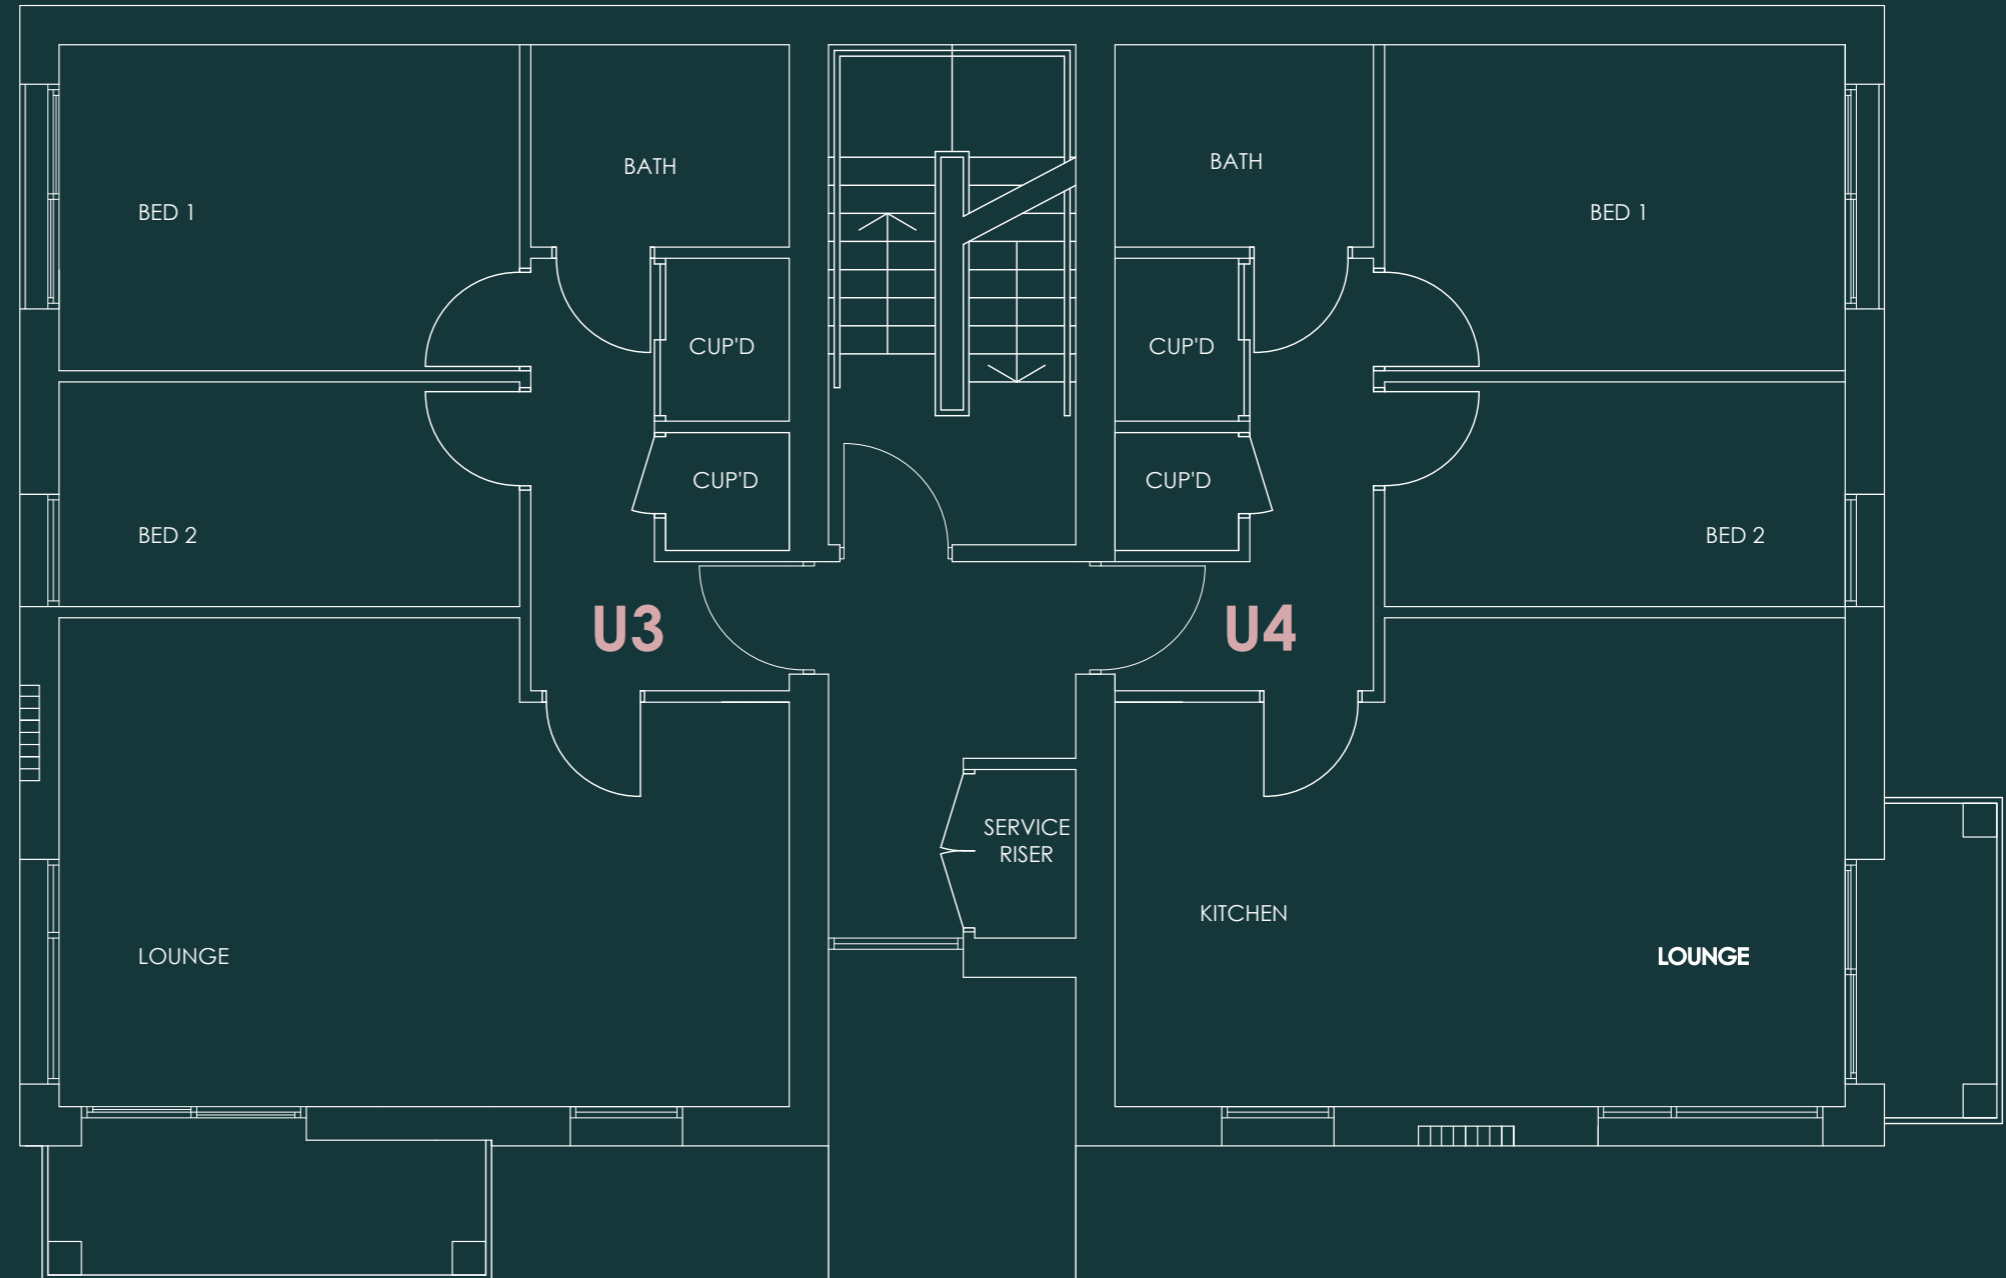 BATH
BATH
BED 1
BED 1
CUP'D
CUP'D
CUP'D
CUP'D
BED 2
BED 2
U3
U4
SERVICE
RISER
KITCHEN
LOUNGE
LOUNGE